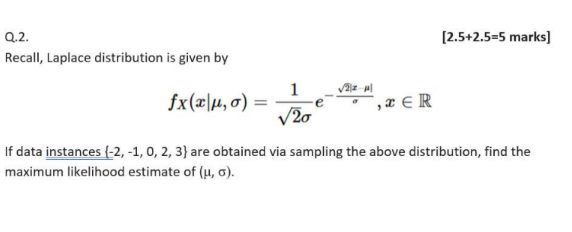 Q.2. [2.5+2.5=5 marks]
Recall, Laplace distribution is given by
fX(x|μ, σ) = 1/(√2σ) e^(−√2|x−μ|/σ), x ∈ ℝ
If data instances {-2, -1, 0, 2, 3} are obtained via sampling the above distribution, find the
maximum likelihood estimate of (μ, σ).